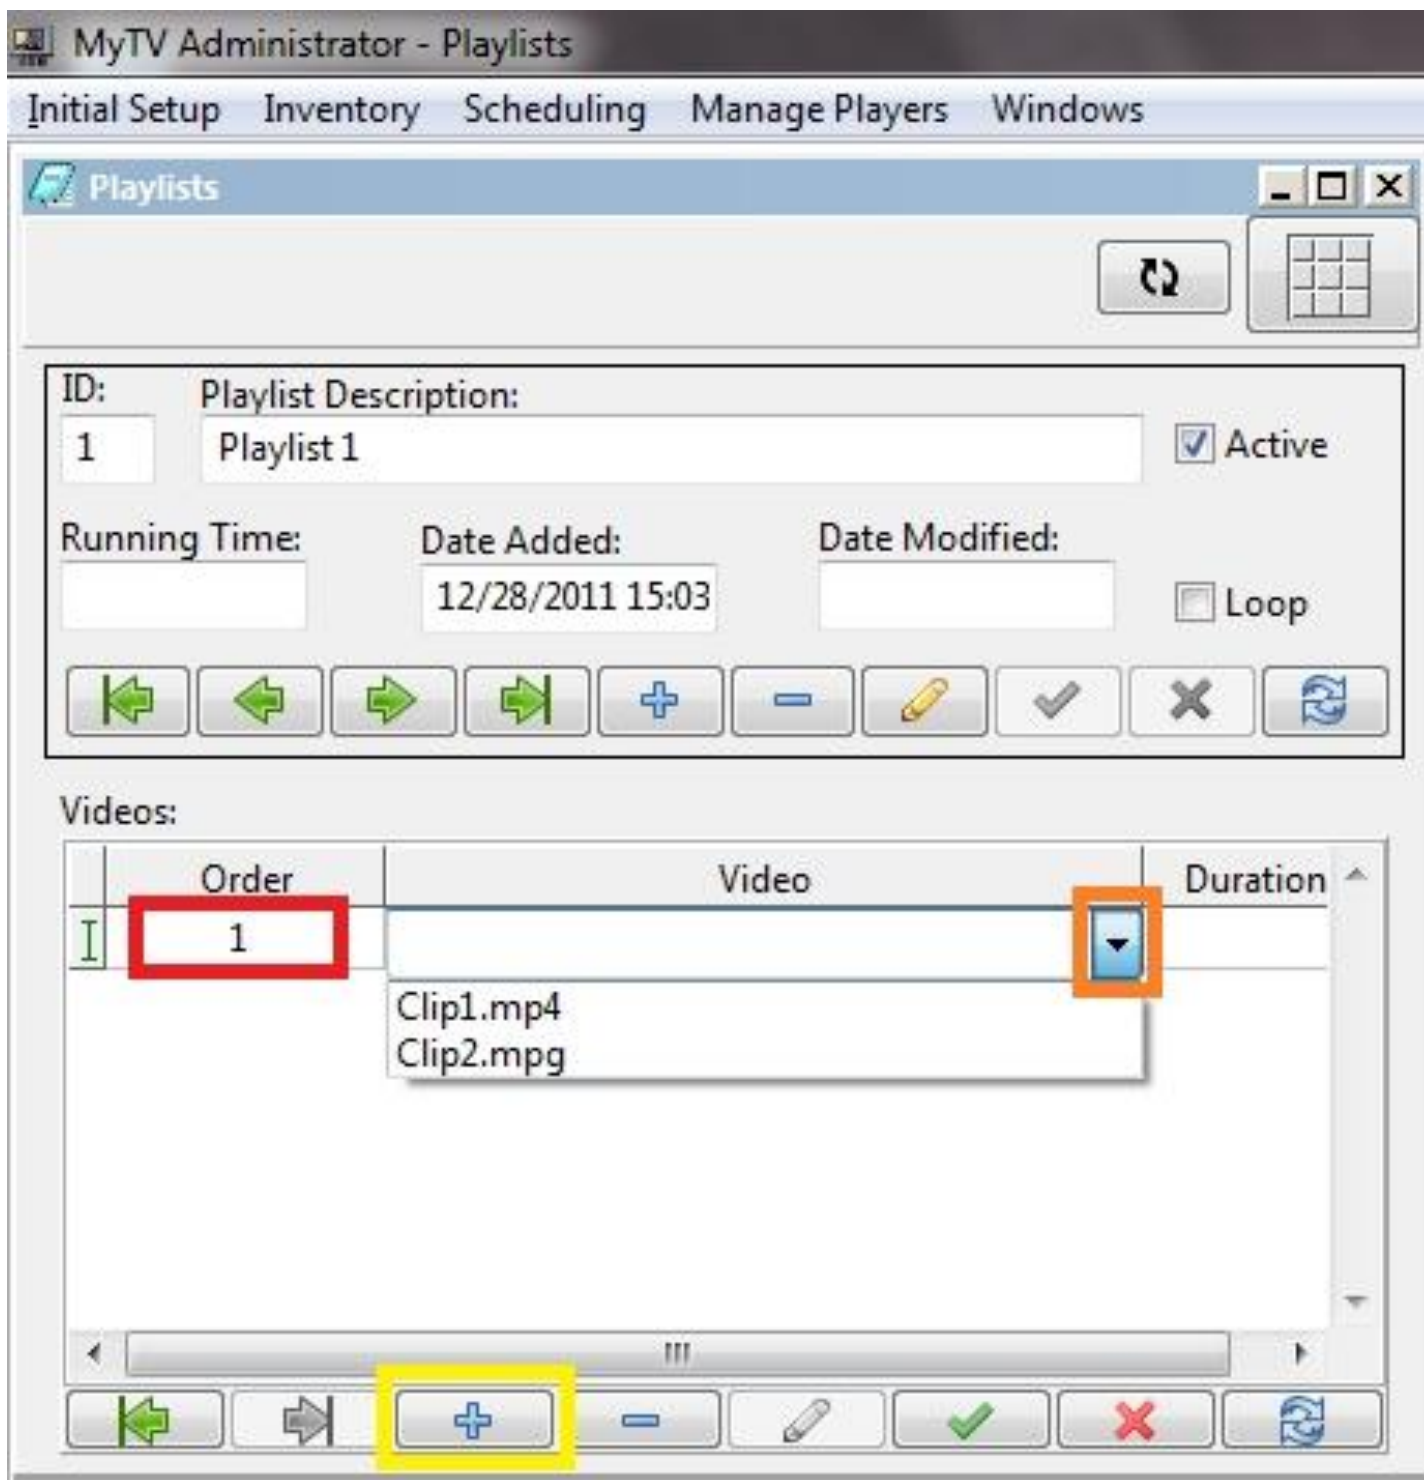 MyTV Administrator - Playlists
Initial Setup Inventory Scheduling Manage Players Windows
Playlists
ID: Playlist Description:
1 Playlist 1 Active
Running Time: Date Added: Date Modified:
12/28/2011 15:03 Loop
Videos:
Order Video Duration
1
Clip1.mp4
Clip2.mpg